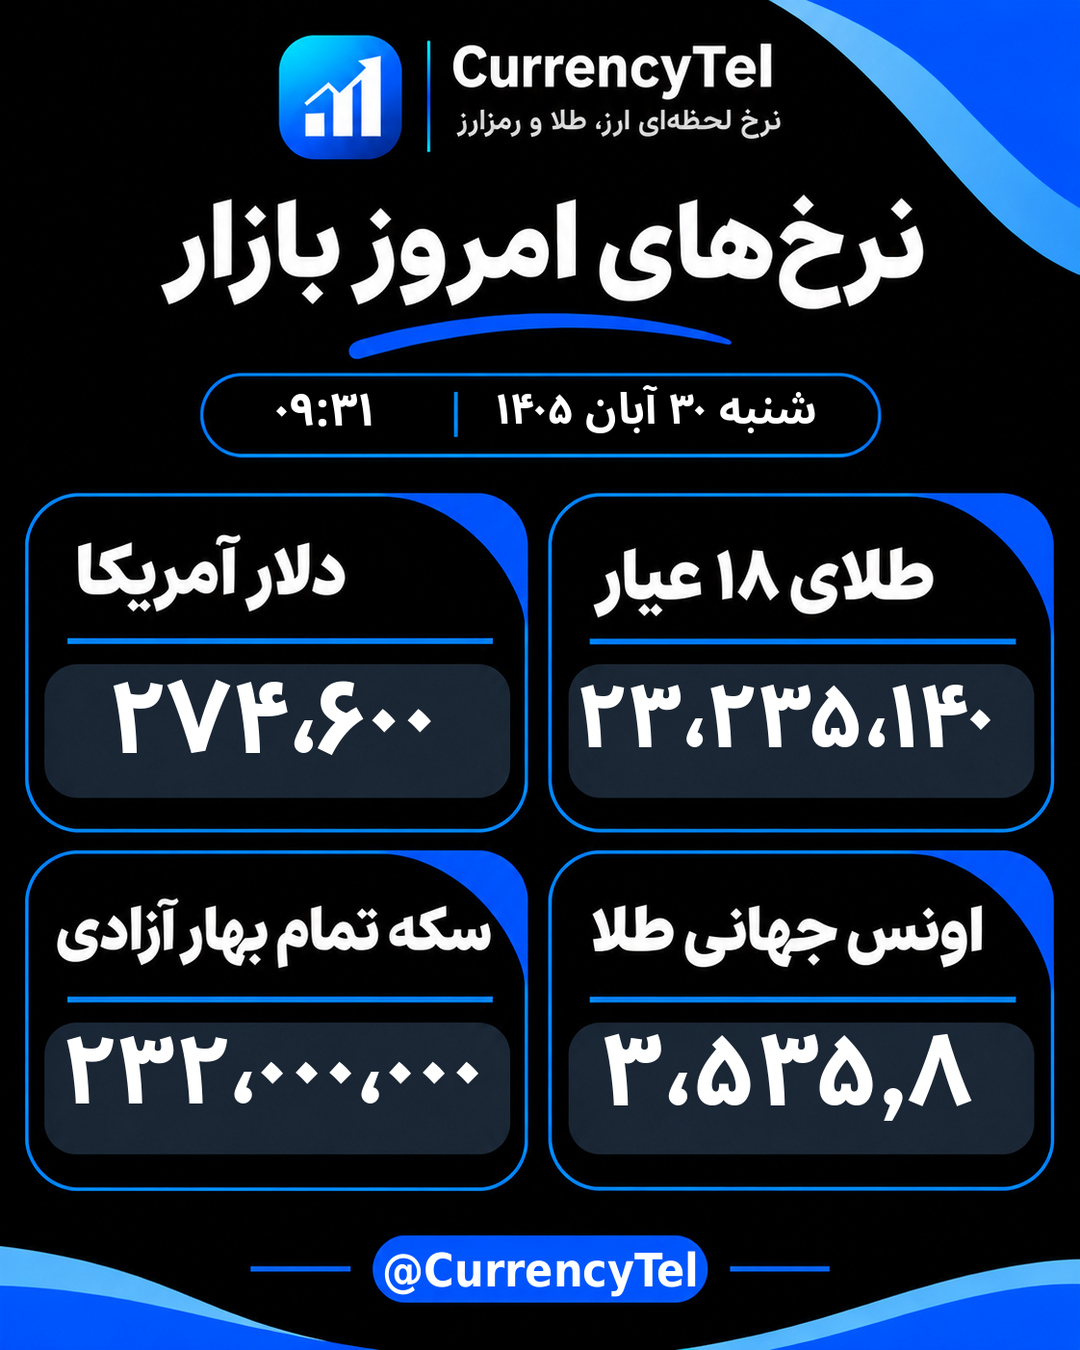 CurrencyTel
نرخ لحظه‌ای ارز، طلا و رمزارز
نرخ‌های امروز بازار
شنبه ۳۰ آبان ۱۴۰۵ | ۰۹:۳۱
طلای ۱۸ عیار
۲۳،۲۳۵،۱۴۰
دلار آمریکا
۲۷۴،۶۰۰
اونس جهانی طلا
۳،۵۳۵,۸
سکه تمام بهار آزادی
۲۳۲،۰۰۰،۰۰۰
@CurrencyTel